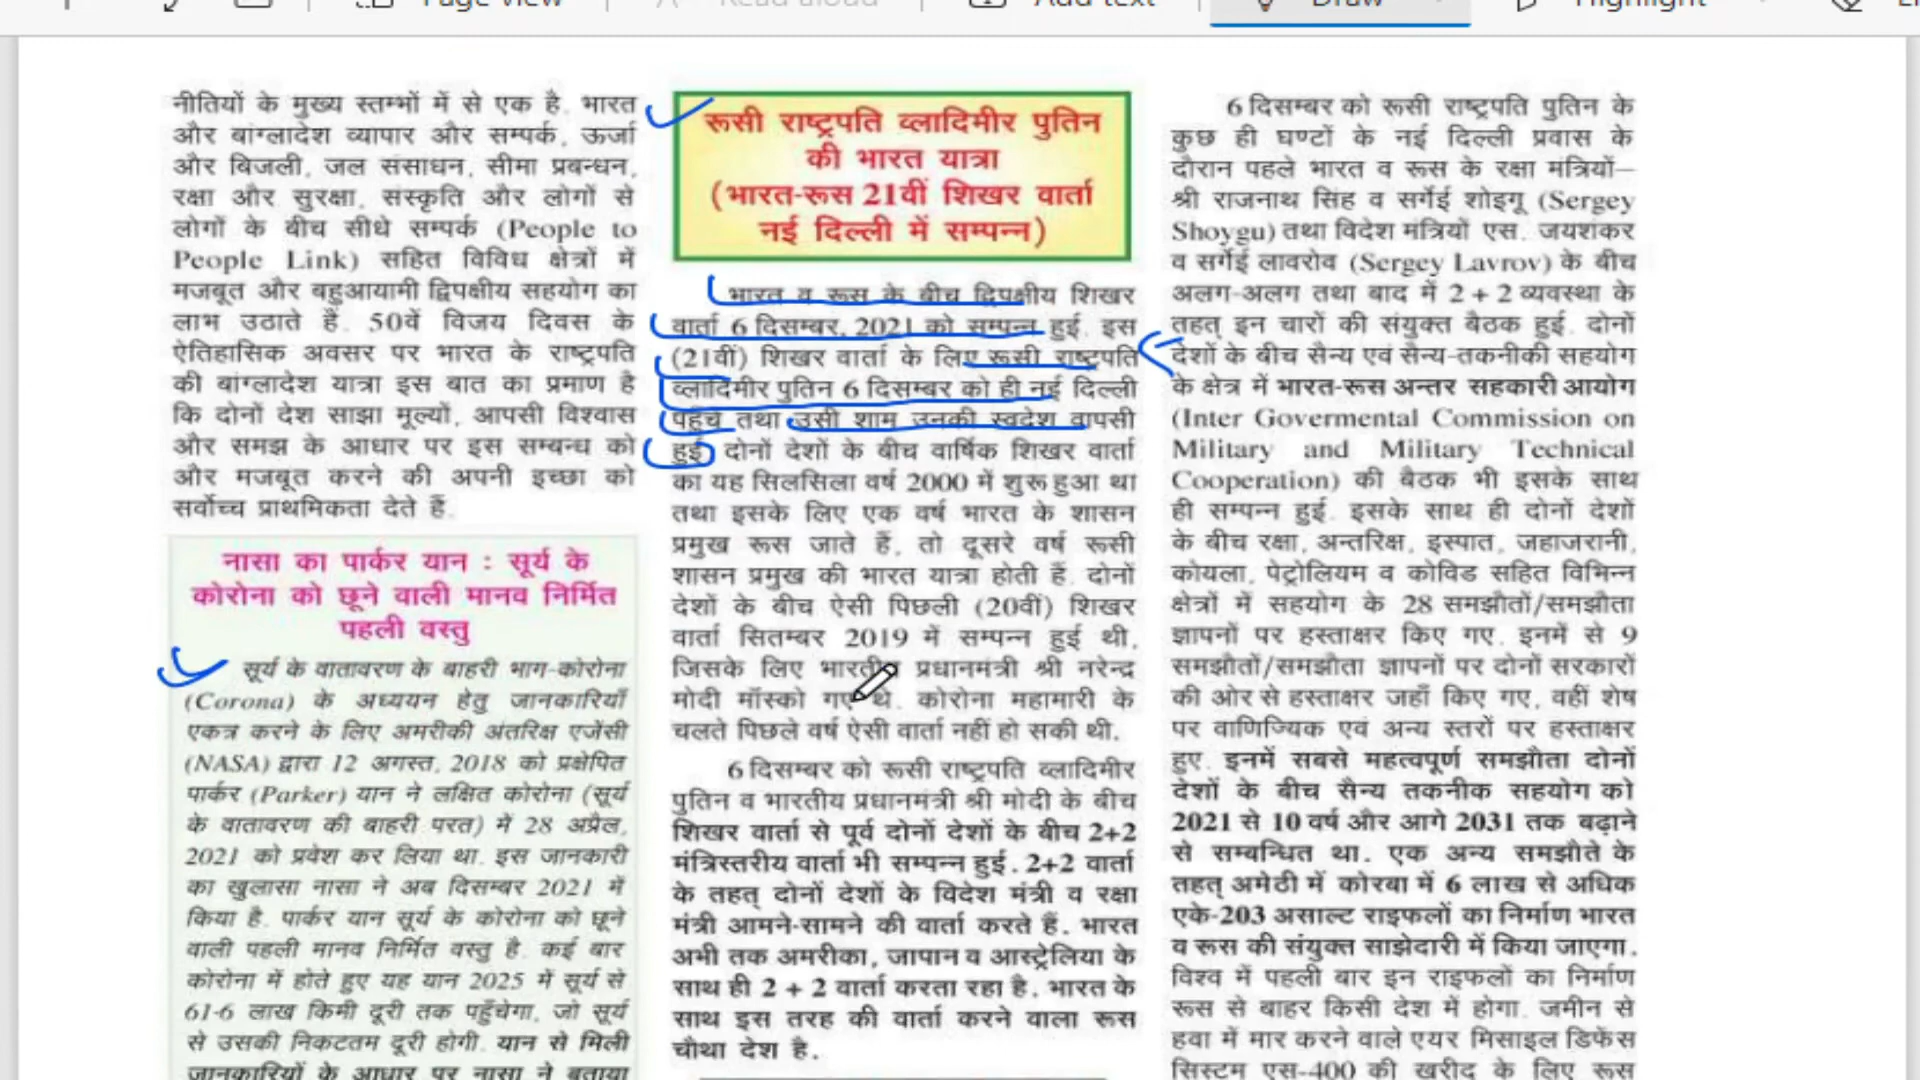 Page view
Read aloud
Add text
Draw
Highlight
नीतियों के मुख्य स्तम्भों में से एक है. भारत
और बांग्लादेश व्यापार और सम्पर्क, ऊर्जा
और बिजली, जल संसाधन, सीमा प्रबन्धन,
रक्षा और सुरक्षा, संस्कृति और लोगों से
लोगों के बीच सीधे सम्पर्क (People to
People Link) सहित विविध क्षेत्रों में
मजबूत और बहुआयामी द्विपक्षीय सहयोग का
लाभ उठाते हैं. 50वें विजय दिवस के
ऐतिहासिक अवसर पर भारत के राष्ट्रपति
की बांग्लादेश यात्रा इस बात का प्रमाण है
कि दोनों देश साझा मूल्यों, आपसी विश्वास
और समझ के आधार पर इस सम्बन्ध को
और मजबूत करने की अपनी इच्छा को
सर्वोच्च प्राथमिकता देते हैं.
नासा का पार्कर यान : सूर्य के
कोरोना को छूने वाली मानव निर्मित
पहली वस्तु
सूर्य के वातावरण के बाहरी भाग-कोरोना
(Corona) के अध्ययन हेतु जानकारियाँ
एकत्र करने के लिए अमरीकी अंतरिक्ष एजेंसी
(NASA) द्वारा 12 अगस्त, 2018 को प्रक्षेपित
पार्कर (Parker) यान ने लक्षित कोरोना (सूर्य
के वातावरण की बाहरी परत) में 28 अप्रैल,
2021 को प्रवेश कर लिया था. इस जानकारी
का खुलासा नासा ने अब दिसम्बर 2021 में
किया है. पार्कर यान सूर्य के कोरोना को छूने
वाली पहली मानव निर्मित वस्तु है. कई बार
कोरोना में होते हुए यह यान 2025 में सूर्य से
61·6 लाख किमी दूरी तक पहुँचेगा, जो सूर्य
से उसकी निकटतम दूरी होगी. यान से मिली
जानकारियों के आधार पर नासा ने बताया
रूसी राष्ट्रपति व्लादिमीर पुतिन
की भारत यात्रा
(भारत-रूस 21वीं शिखर वार्ता
नई दिल्ली में सम्पन्न)
भारत व रूस के बीच द्विपक्षीय शिखर
वार्ता 6 दिसम्बर, 2021 को सम्पन्न हुई. इस
(21वीं) शिखर वार्ता के लिए रूसी राष्ट्रपति
व्लादिमीर पुतिन 6 दिसम्बर को ही नई दिल्ली
पहुँचे तथा उसी शाम उनकी स्वदेश वापसी
हुई. दोनों देशों के बीच वार्षिक शिखर वार्ता
का यह सिलसिला वर्ष 2000 में शुरू हुआ था
तथा इसके लिए एक वर्ष भारत के शासन
प्रमुख रूस जाते हैं, तो दूसरे वर्ष रूसी
शासन प्रमुख की भारत यात्रा होती है. दोनों
देशों के बीच ऐसी पिछली (20वीं) शिखर
वार्ता सितम्बर 2019 में सम्पन्न हुई थी,
जिसके लिए भारतीय प्रधानमंत्री श्री नरेन्द्र
मोदी मॉस्को गए थे. कोरोना महामारी के
चलते पिछले वर्ष ऐसी वार्ता नहीं हो सकी थी.
6 दिसम्बर को रूसी राष्ट्रपति व्लादिमीर
पुतिन व भारतीय प्रधानमंत्री श्री मोदी के बीच
शिखर वार्ता से पूर्व दोनों देशों के बीच 2+2
मंत्रिस्तरीय वार्ता भी सम्पन्न हुई. 2+2 वार्ता
के तहत् दोनों देशों के विदेश मंत्री व रक्षा
मंत्री आमने-सामने की वार्ता करते हैं. भारत
अभी तक अमरीका, जापान व आस्ट्रेलिया के
साथ ही 2 + 2 वार्ता करता रहा है. भारत के
साथ इस तरह की वार्ता करने वाला रूस
चौथा देश है.
6 दिसम्बर को रूसी राष्ट्रपति पुतिन के
कुछ ही घण्टों के नई दिल्ली प्रवास के
दौरान पहले भारत व रूस के रक्षा मंत्रियों—
श्री राजनाथ सिंह व सर्गेई शोइगू (Sergey
Shoygu) तथा विदेश मंत्रियों एस. जयशंकर
व सर्गेई लावरोव (Sergey Lavrov) के बीच
अलग-अलग तथा बाद में 2 + 2 व्यवस्था के
तहत् इन चारों की संयुक्त बैठक हुई. दोनों
देशों के बीच सैन्य एवं सैन्य-तकनीकी सहयोग
के क्षेत्र में भारत-रूस अन्तर सहकारी आयोग
(Inter Govermental Commission on
Military and Military Technical
Cooperation) की बैठक भी इसके साथ
ही सम्पन्न हुई. इसके साथ ही दोनों देशों
के बीच रक्षा, अन्तरिक्ष, इस्पात, जहाजरानी,
कोयला, पेट्रोलियम व कोविड सहित विभिन्न
क्षेत्रों में सहयोग के 28 समझौतों/समझौता
ज्ञापनों पर हस्ताक्षर किए गए. इनमें से 9
समझौतों/समझौता ज्ञापनों पर दोनों सरकारों
की ओर से हस्ताक्षर जहाँ किए गए, वहीं शेष
पर वाणिज्यिक एवं अन्य स्तरों पर हस्ताक्षर
हुए. इनमें सबसे महत्वपूर्ण समझौता दोनों
देशों के बीच सैन्य तकनीक सहयोग को
2021 से 10 वर्ष और आगे 2031 तक बढ़ाने
से सम्बन्धित था. एक अन्य समझौते के
तहत् अमेठी में कोरबा में 6 लाख से अधिक
एके-203 असाल्ट राइफलों का निर्माण भारत
व रूस की संयुक्त साझेदारी में किया जाएगा.
विश्व में पहली बार इन राइफलों का निर्माण
रूस से बाहर किसी देश में होगा. जमीन से
हवा में मार करने वाले एयर मिसाइल डिफेंस
सिस्टम एस-400 की खरीद के लिए रूस